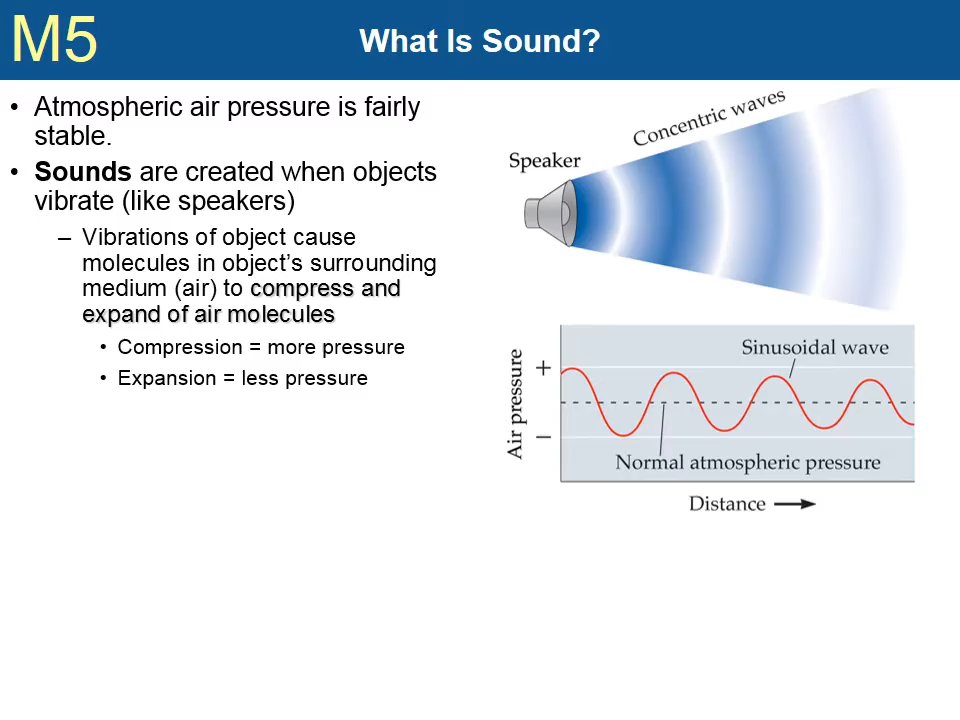 M5
What Is Sound?
• Atmospheric air pressure is fairly
stable.
• Sounds are created when objects
vibrate (like speakers)
– Vibrations of object cause
molecules in object's surrounding
medium (air) to compress and
expand of air molecules
• Compression = more pressure
• Expansion = less pressure
Concentric waves
Speaker
Sinusoidal wave
Air pressure
+
–
Normal atmospheric pressure
Distance